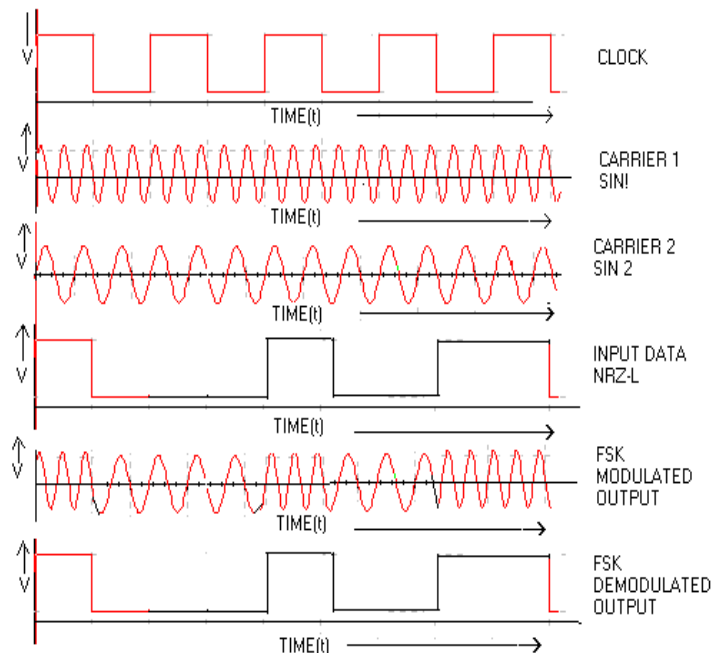 V
CLOCK
TIME(t)
V
CARRIER 1
SIN!
TIME(t)
V
CARRIER 2
SIN 2
TIME(t)
V
INPUT DATA
NRZ-L
TIME(t)
V
FSK
MODULATED
OUTPUT
TIME(t)
V
FSK
DEMODULATED
OUTPUT
TIME(t)